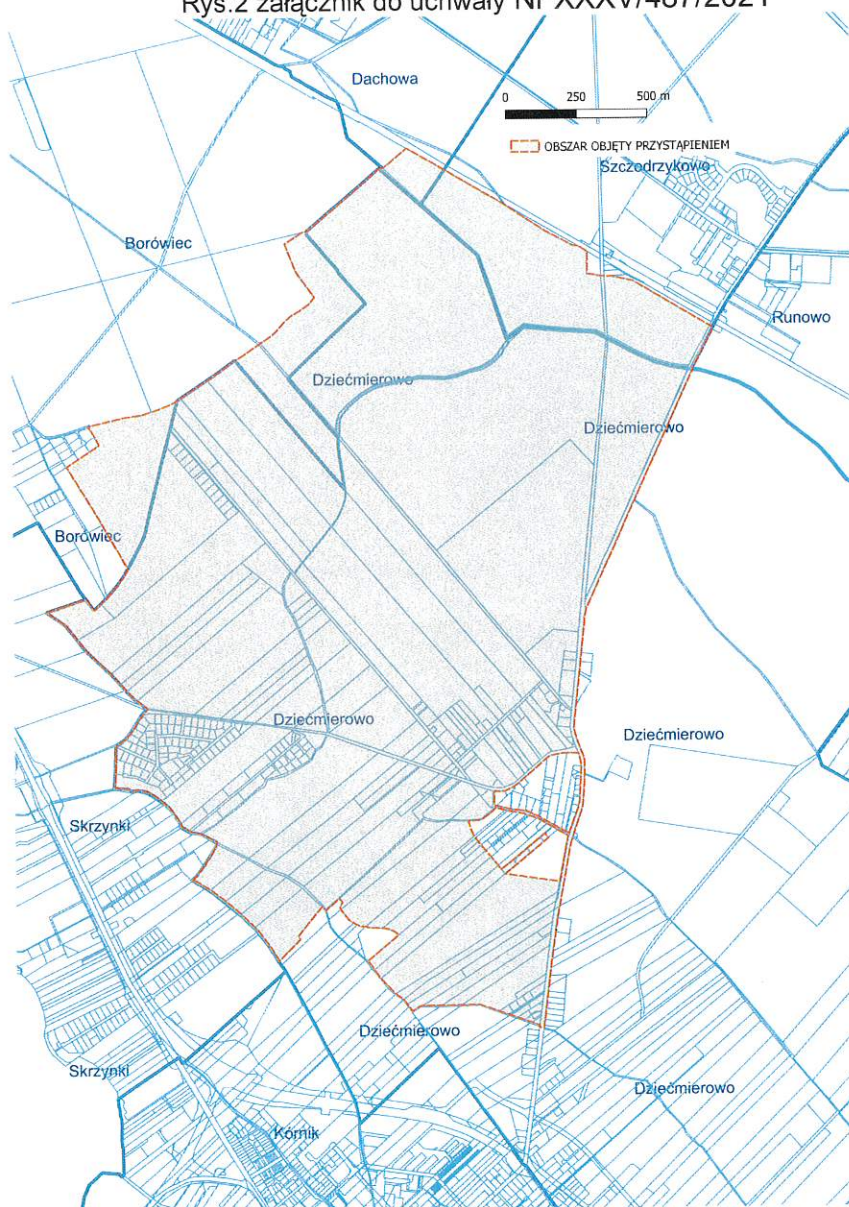 Rys.2 załącznik do uchwały Nr XXXV/487/2021
Dachowa
0 250 500 m
OBSZAR OBJĘTY PRZYSTĄPIENIEM
Szczodrzykowo
Borówiec
Runowo
Dziećmierowo
Dziećmierowo
Borówiec
Dziećmierowo
Dziećmierowo
Skrzynki
Dziećmierowo
Skrzynki
Dziećmierowo
Kórnik